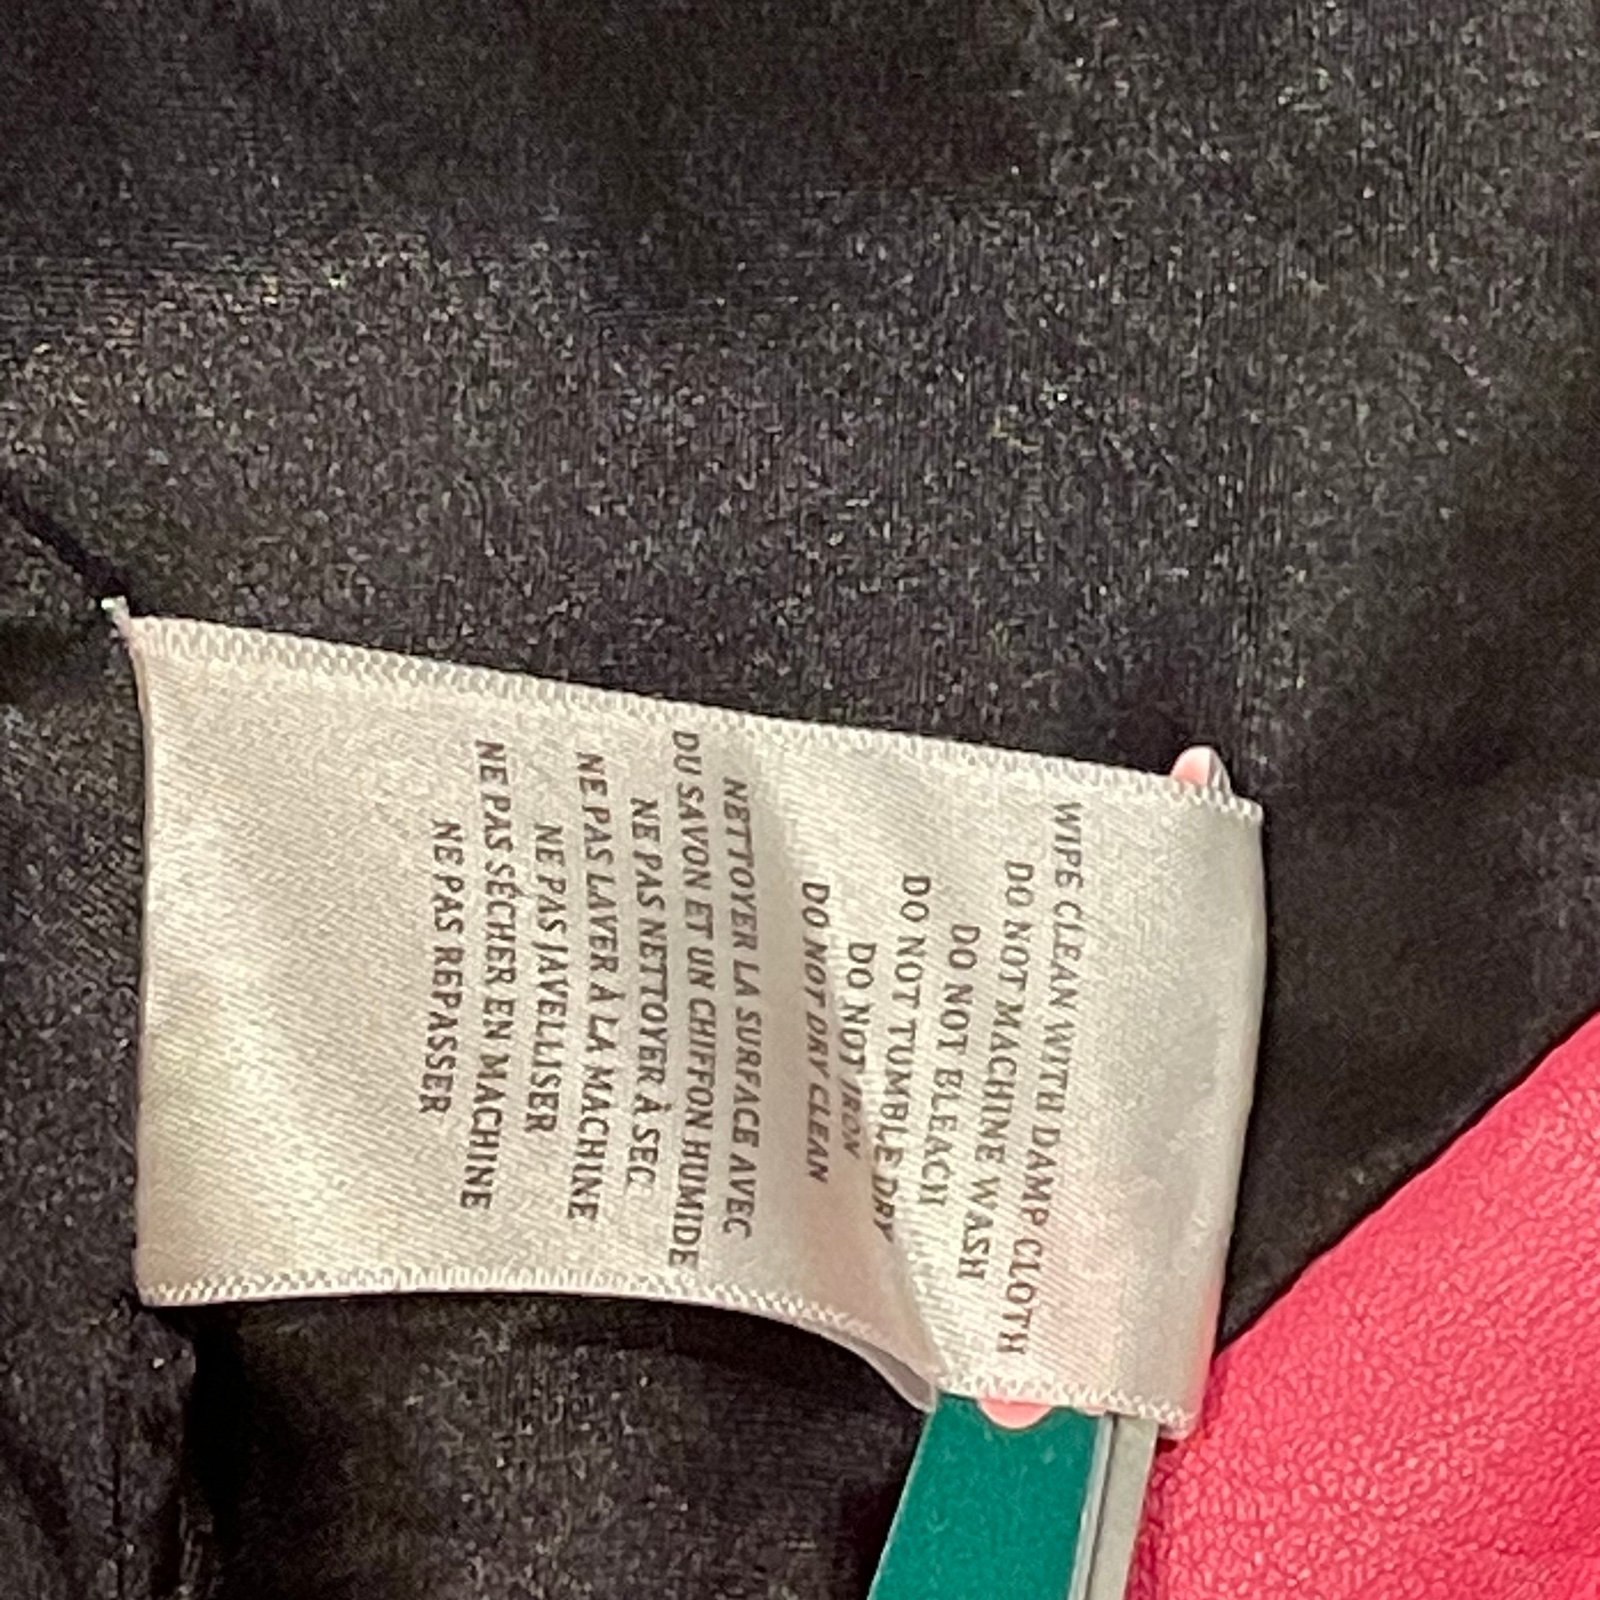 WIPE CLEAN WITH DAMP CLOTH
DO NOT MACHINE WASH
DO NOT BLEACH
DO NOT TUMBLE DRY
DO NOT IRON
DO NOT DRY CLEAN
NETTOYER LA SURFACE AVEC
DU SAVON ET UN CHIFFON HUMIDE
NE PAS NETTOYER À SEC
NE PAS LAVER À LA MACHINE
NE PAS JAVELLISER
NE PAS SÉCHER EN MACHINE
NE PAS REPASSER